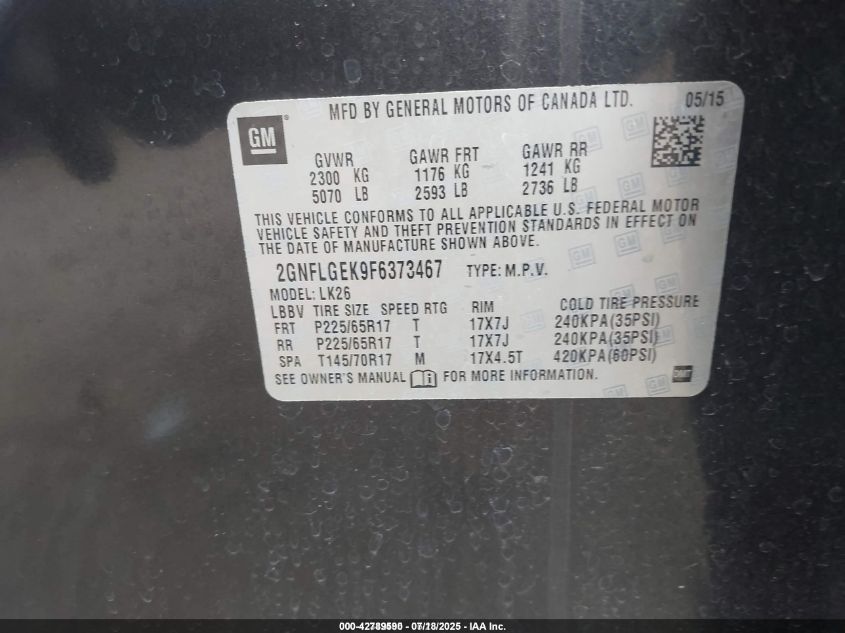 MFD BY GENERAL MOTORS OF CANADA LTD. 05/15
GM
GVWR GAWR FRT GAWR RR
2300 KG 1176 KG 1241 KG
5070 LB 2593 LB 2736 LB
THIS VEHICLE CONFORMS TO ALL APPLICABLE U.S. FEDERAL MOTOR
VEHICLE SAFETY AND THEFT PREVENTION STANDARDS IN EFFECT ON
THE DATE OF MANUFACTURE SHOWN ABOVE.
2GNFLGEK9F6373467 TYPE: M.P.V.
MODEL: LK26
LBBV TIRE SIZE SPEED RTG RIM COLD TIRE PRESSURE
FRT P225/65R17 T 17X7J 240KPA(35PSI)
RR P225/65R17 T 17X7J 240KPA(35PSI)
SPA T145/70R17 M 17X4.5T 420KPA(60PSI)
SEE OWNER'S MANUAL FOR MORE INFORMATION.
07/18/2025 - IAA Inc.